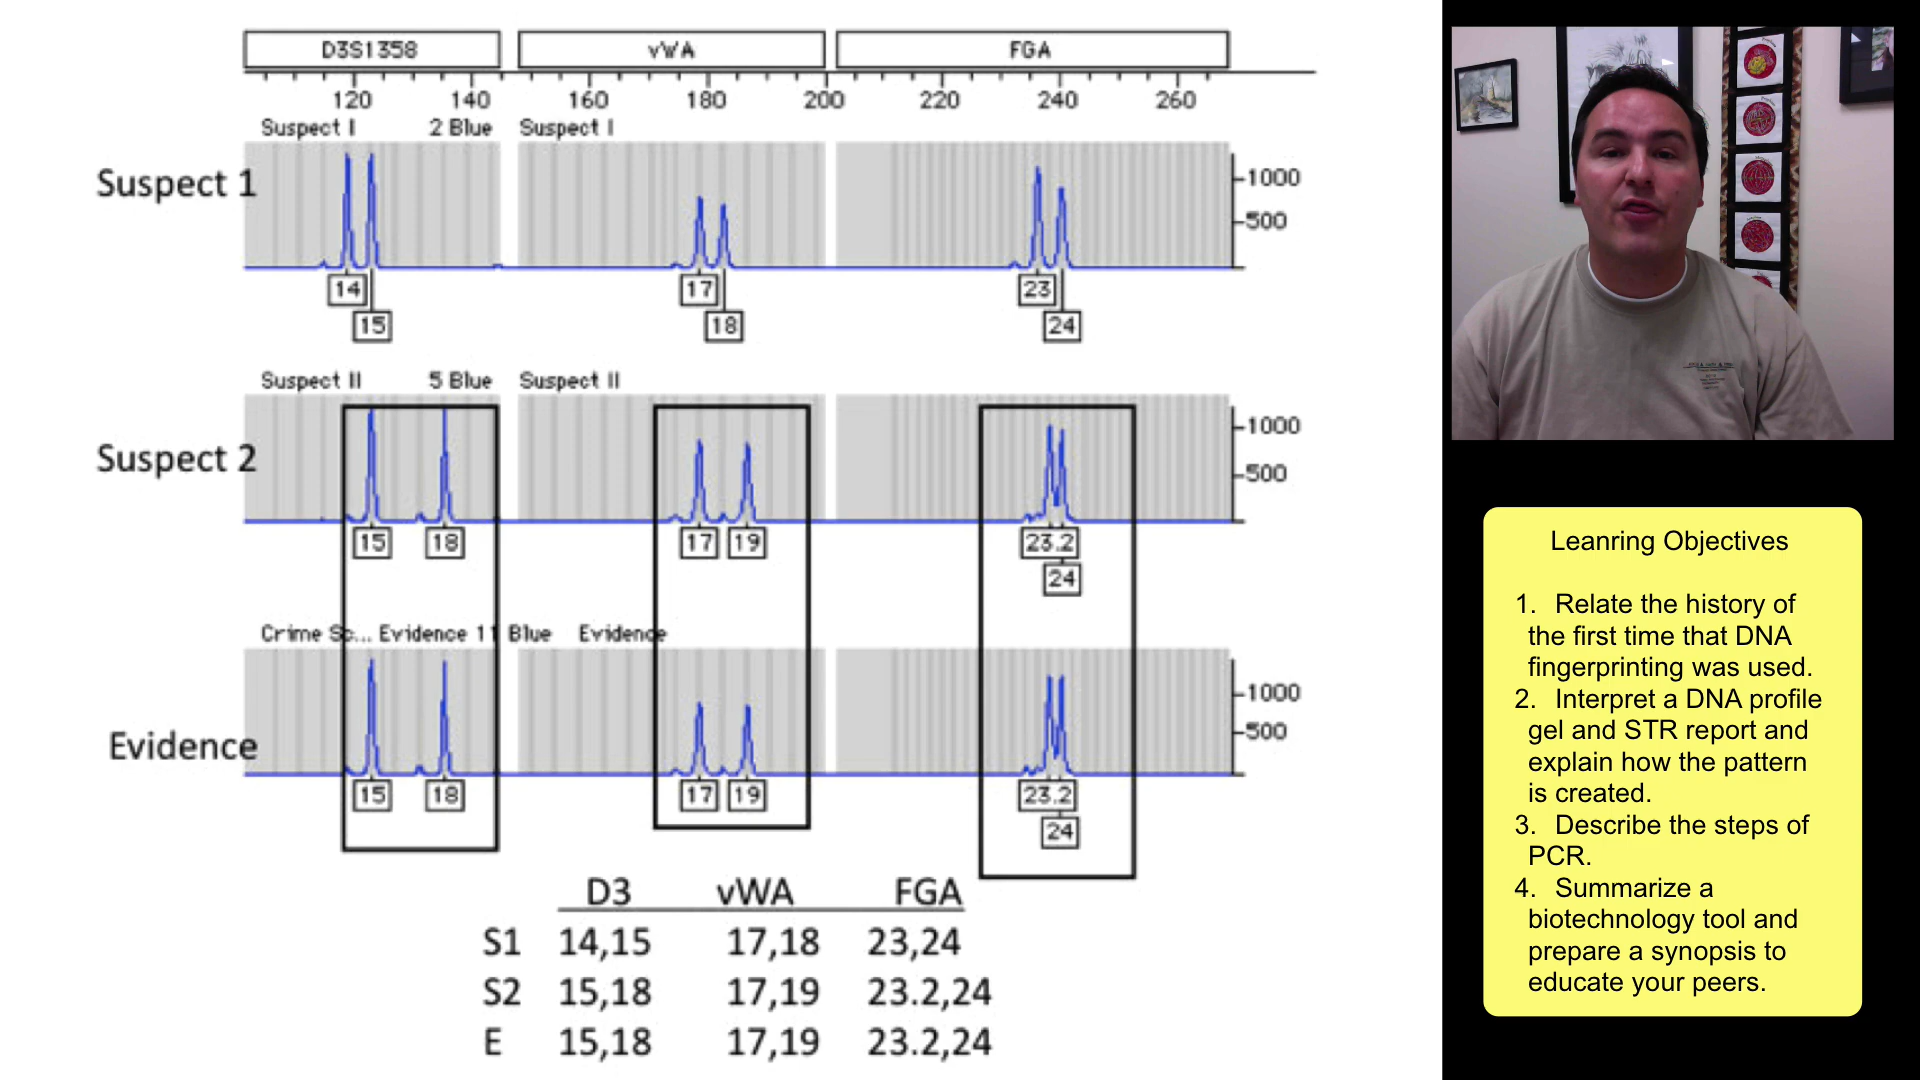 D3S1358 vWA FGA
120 140 160 180 200 220 240 260
Suspect I 2 Blue Suspect I
Suspect 1
1000
500
14 17 23
15 18 24
Suspect II 5 Blue Suspect II
1000
Suspect 2
500
15 18 17 19 23.2
24
Crime Sc... Evidence 11 Blue Evidence
1000
500
Evidence
15 18 17 19 23.2
24
D3 vWA FGA
S1 14,15 17,18 23,24
S2 15,18 17,19 23.2,24
E 15,18 17,19 23.2,24
Leanring Objectives
1. Relate the history of
the first time that DNA
fingerprinting was used.
2. Interpret a DNA profile
gel and STR report and
explain how the pattern
is created.
3. Describe the steps of
PCR.
4. Summarize a
biotechnology tool and
prepare a synopsis to
educate your peers.